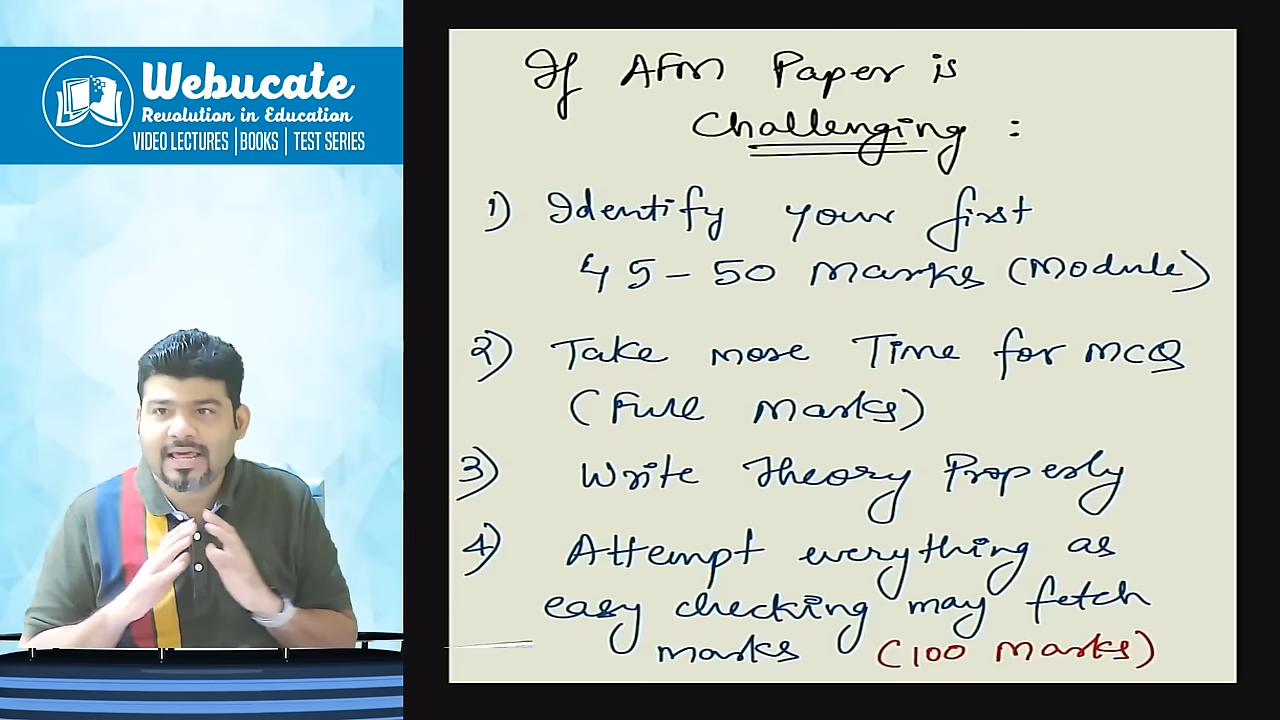 Webucate
Revolution in Education
VIDEO LECTURES | BOOKS | TEST SERIES
If AFM Paper is
Challenging :
1) Identify your first
45-50 Marks (Module)
2) Take more Time for MCQ
(Full Marks)
3) Write theory Properly
4) Attempt everything as
easy checking may fetch
marks (100 Marks)